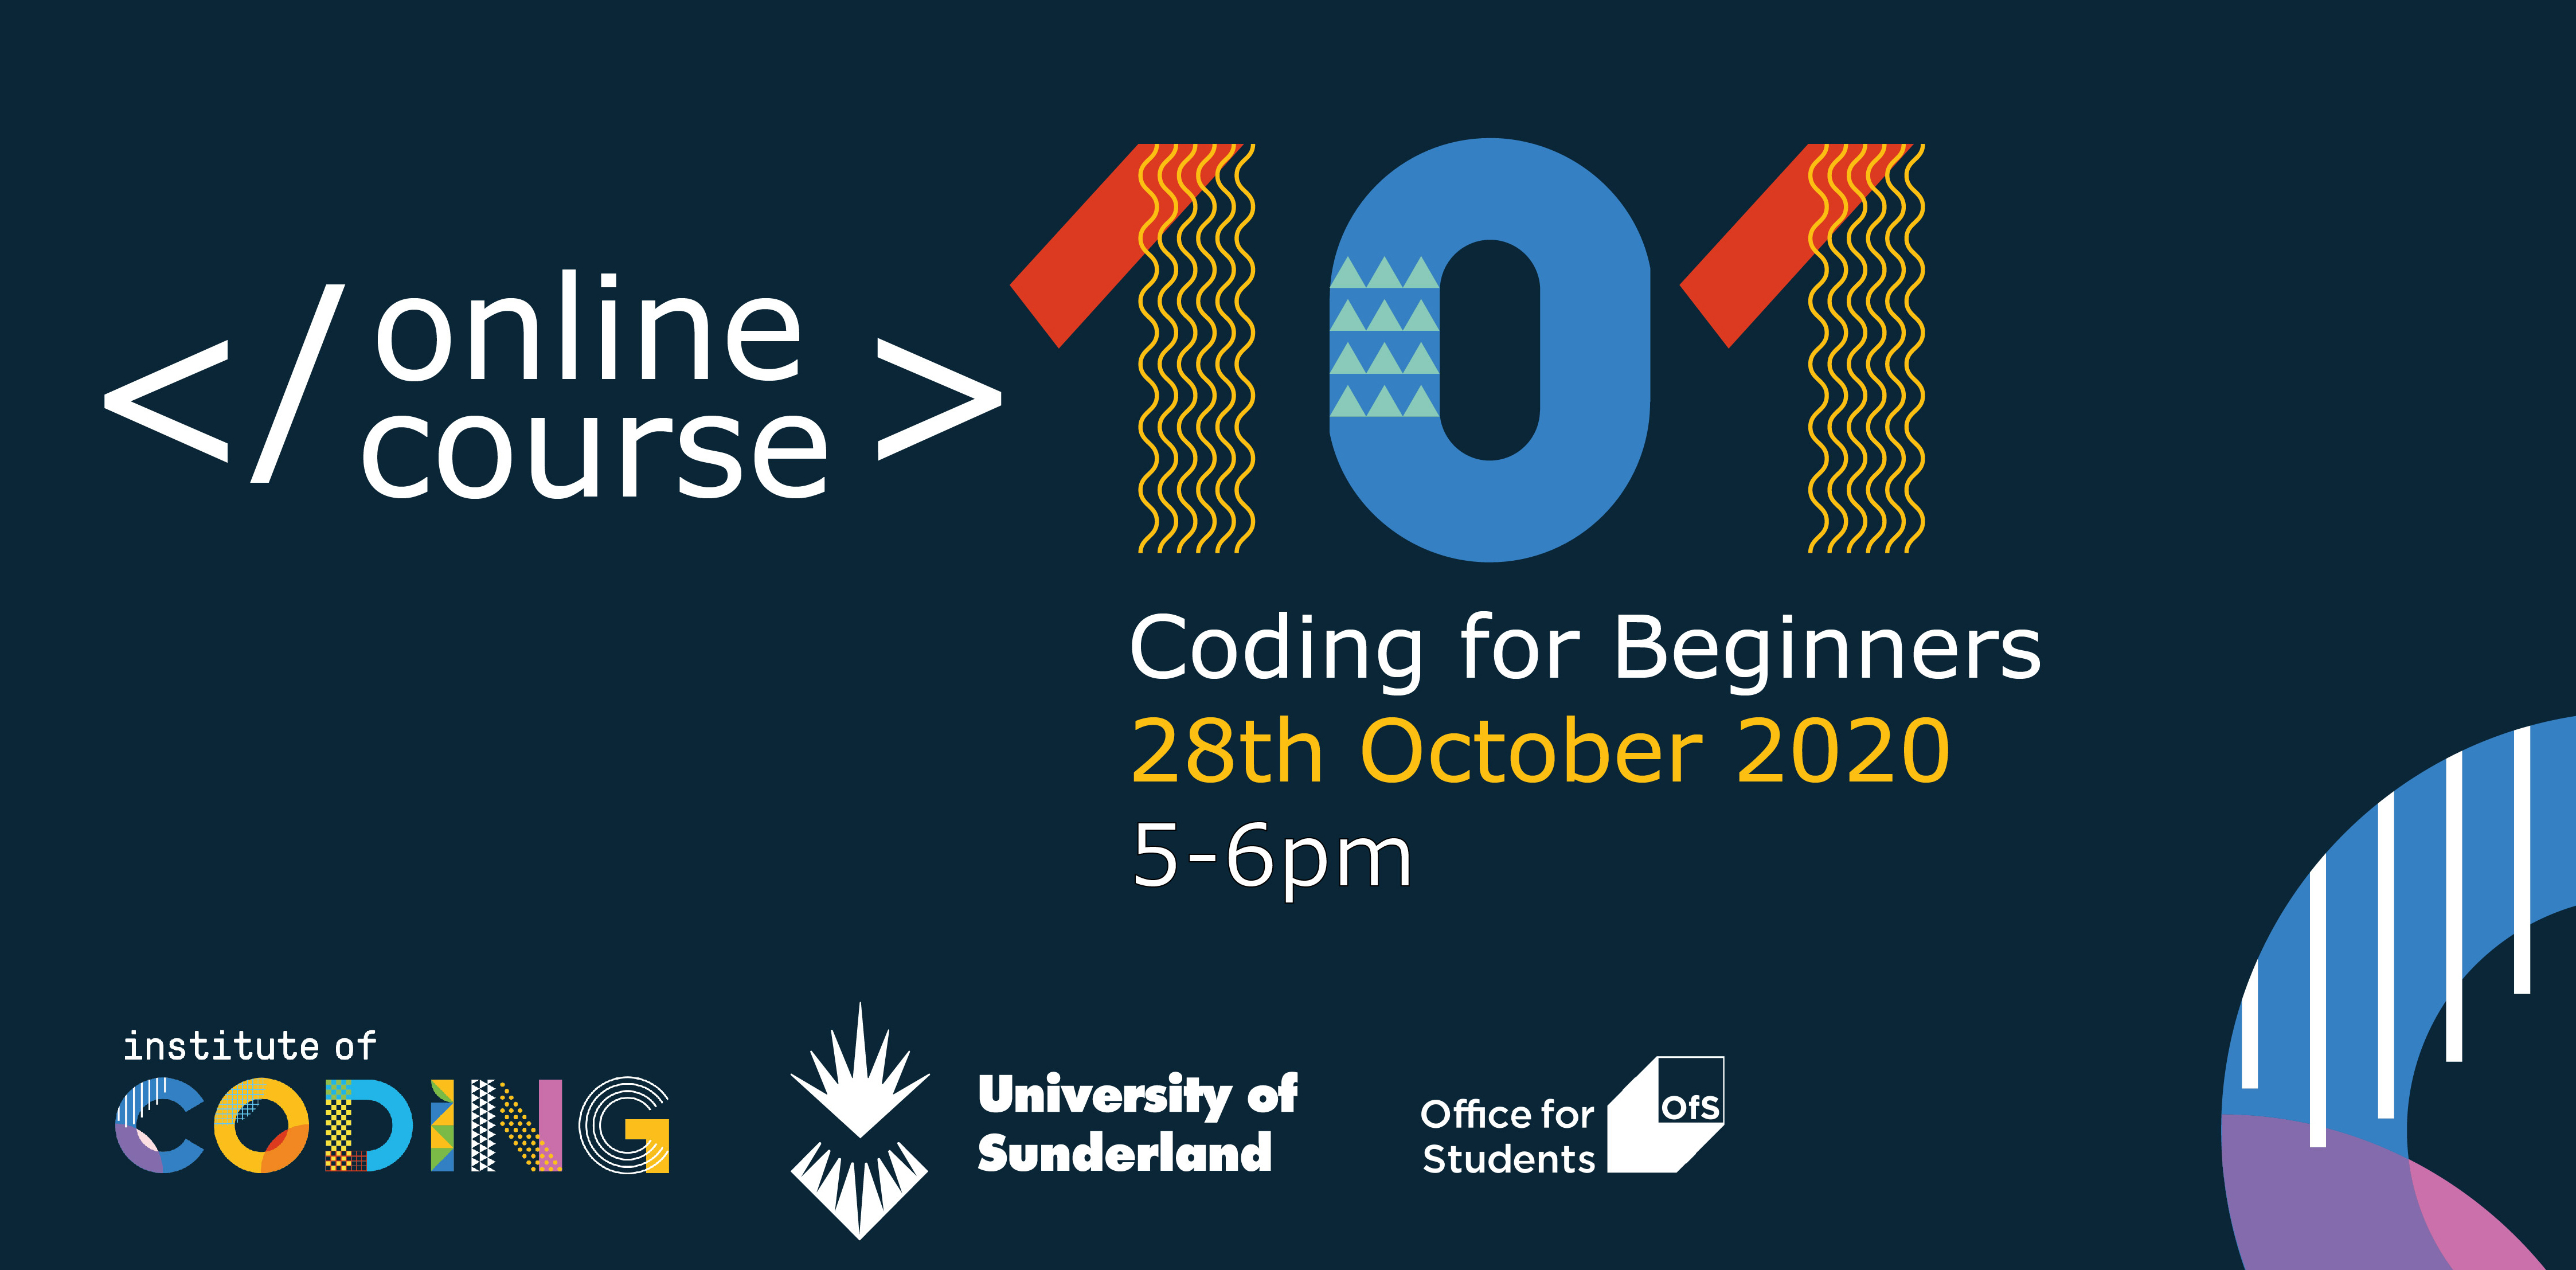 </ online course >
101
Coding for Beginners
28th October 2020
5-6pm
institute of
CODiNG
University of
Sunderland
Office for
Students
OfS